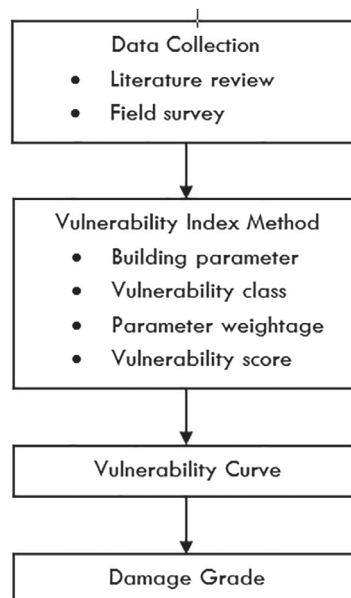 Data Collection
• Literature review
• Field survey
Vulnerability Index Method
• Building parameter
• Vulnerability class
• Parameter weightage
• Vulnerability score
Vulnerability Curve
Damage Grade